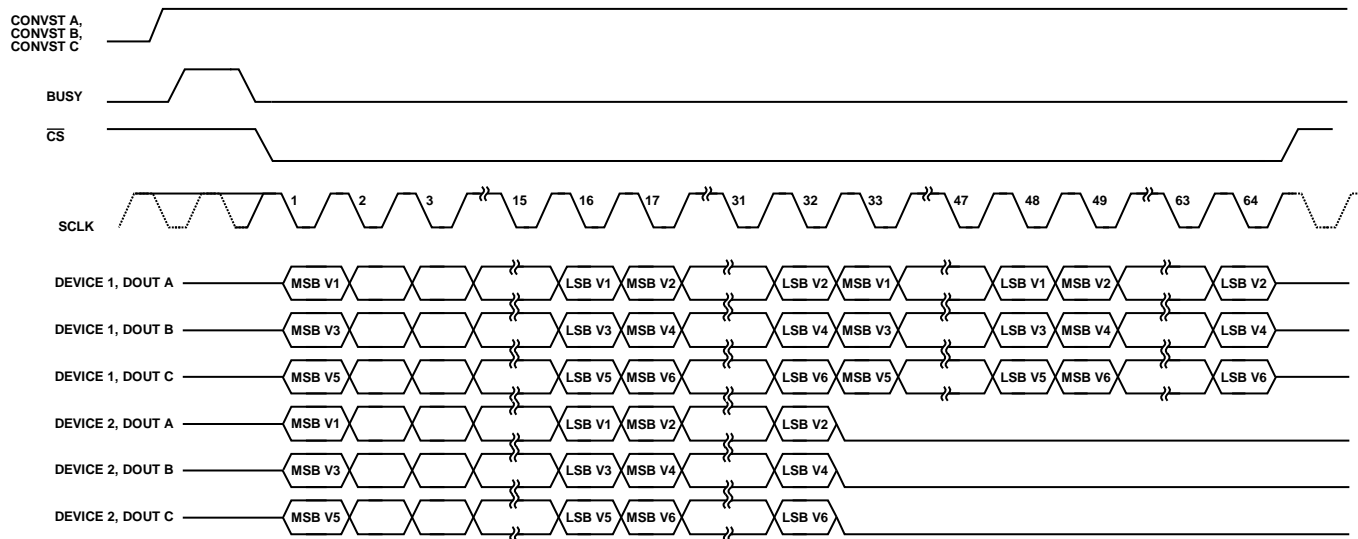 CONVST A,
CONVST B,
CONVST C
BUSY
CS
SCLK
1 2 3 15 16 17 31 32 33 47 48 49 63 64
DEVICE 1, DOUT A MSB V1 LSB V1 MSB V2 LSB V2 MSB V1 LSB V1 MSB V2 LSB V2
DEVICE 1, DOUT B MSB V3 LSB V3 MSB V4 LSB V4 MSB V3 LSB V3 MSB V4 LSB V4
DEVICE 1, DOUT C MSB V5 LSB V5 MSB V6 LSB V6 MSB V5 LSB V5 MSB V6 LSB V6
DEVICE 2, DOUT A MSB V1 LSB V1 MSB V2 LSB V2
DEVICE 2, DOUT B MSB V3 LSB V3 MSB V4 LSB V4
DEVICE 2, DOUT C MSB V5 LSB V5 MSB V6 LSB V6